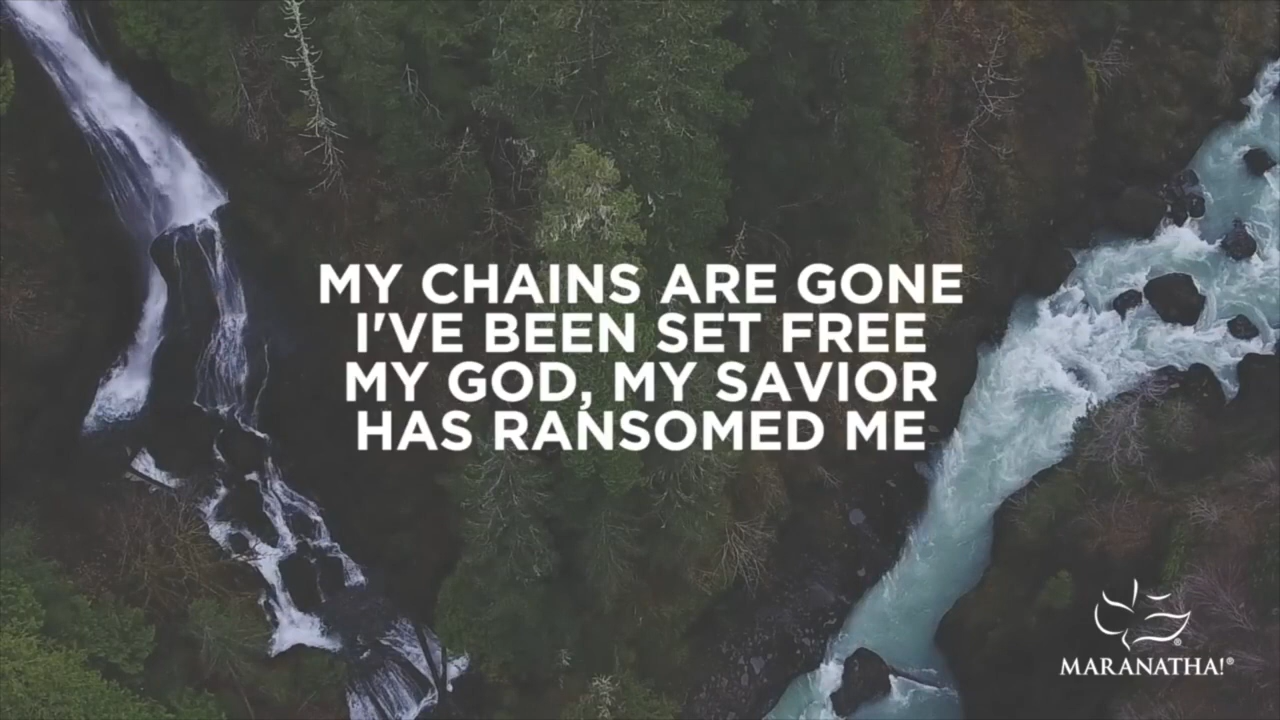 MY CHAINS ARE GONE
I'VE BEEN SET FREE
MY GOD, MY SAVIOR
HAS RANSOMED ME
MARANATHA!®